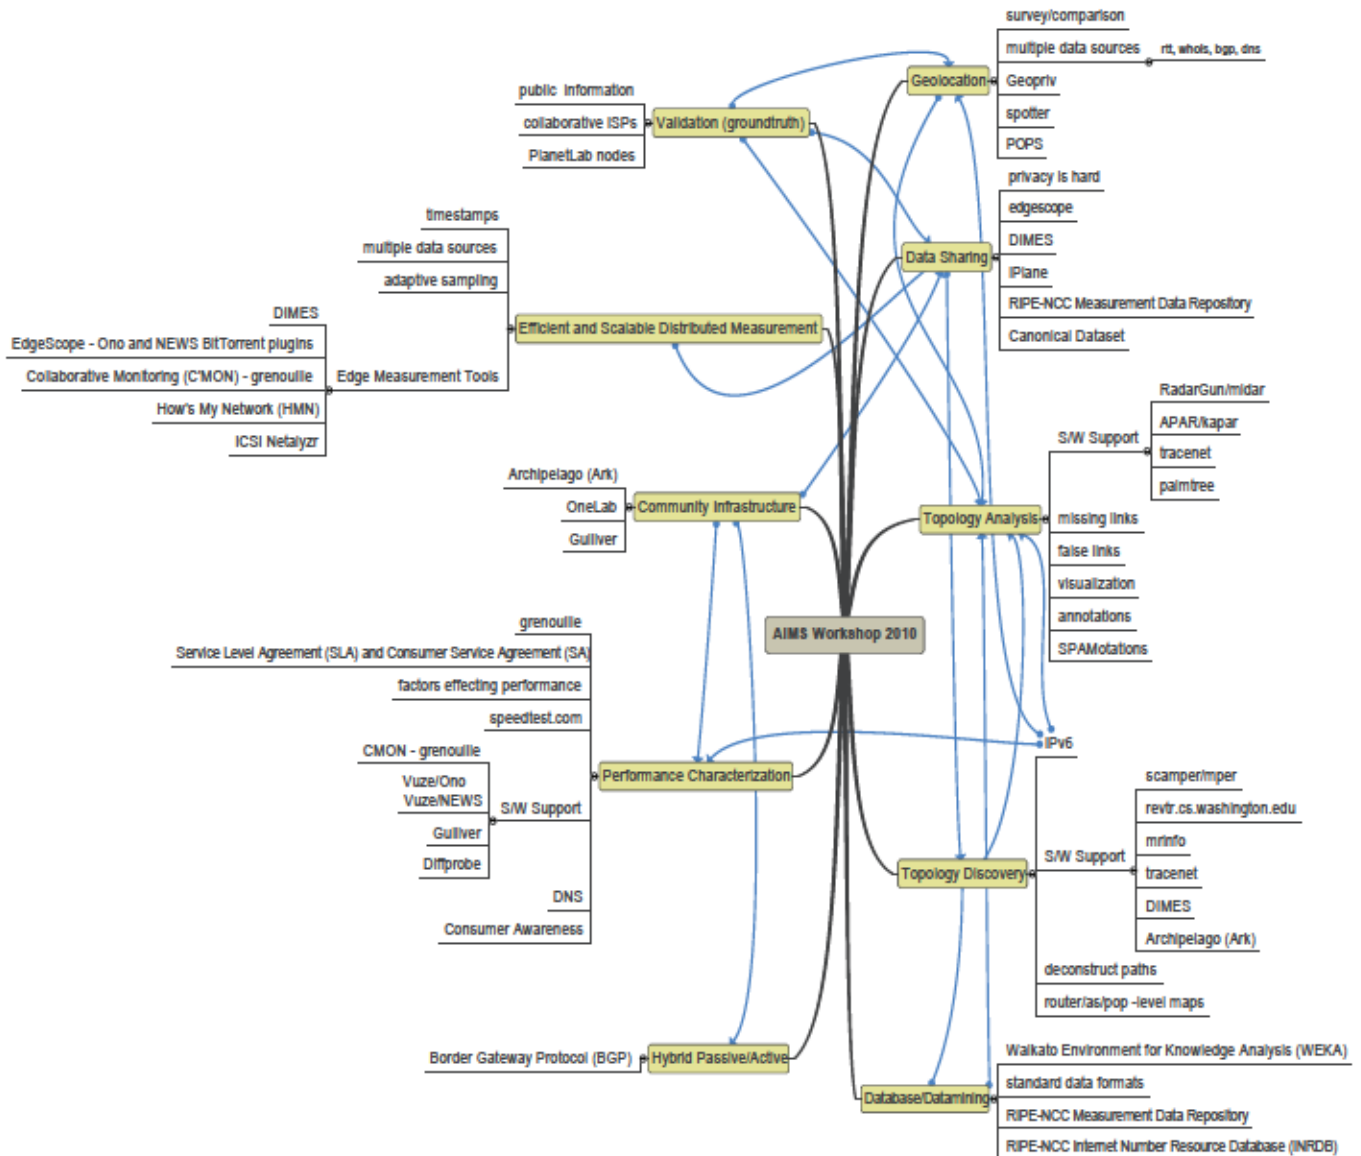 survey/comparison
multiple data sources
rtt, whois, bgp, dns
Geolocation
Geopriv
spotter
POPS
public information
collaborative ISPs
PlanetLab nodes
Validation (groundtruth)
privacy is hard
edgescope
DIMES
iPlane
RIPE-NCC Measurement Data Repository
Canonical Dataset
Data Sharing
timestamps
multiple data sources
adaptive sampling
Efficient and Scalable Distributed Measurement
DIMES
EdgeScope - Ono and NEWS BitTorrent plugins
Collaborative Monitoring (C'MON) - grenouille
How's My Network (HMN)
ICSI Netalyzr
Edge Measurement Tools
RadarGun/midar
APAR/kapar
tracenet
palmtree
S/W Support
missing links
false links
visualization
annotations
SPAMotations
Topology Analysis
Archipelago (Ark)
OneLab
Gulliver
Community Infrastructure
AIMS Workshop 2010
grenouille
Service Level Agreement (SLA) and Consumer Service Agreement (SA)
factors effecting performance
speedtest.com
CMON - grenouille
Vuze/Ono
Vuze/NEWS
Gulliver
Diffprobe
S/W Support
DNS
Consumer Awareness
Performance Characterization
IPv6
scamper/mper
revtr.cs.washington.edu
mrinfo
tracenet
DIMES
Archipelago (Ark)
S/W Support
deconstruct paths
router/as/pop -level maps
Topology Discovery
Border Gateway Protocol (BGP)
Hybrid Passive/Active
Waikato Environment for Knowledge Analysis (WEKA)
standard data formats
RIPE-NCC Measurement Data Repository
RIPE-NCC Internet Number Resource Database (INRDB)
Database/Datamining